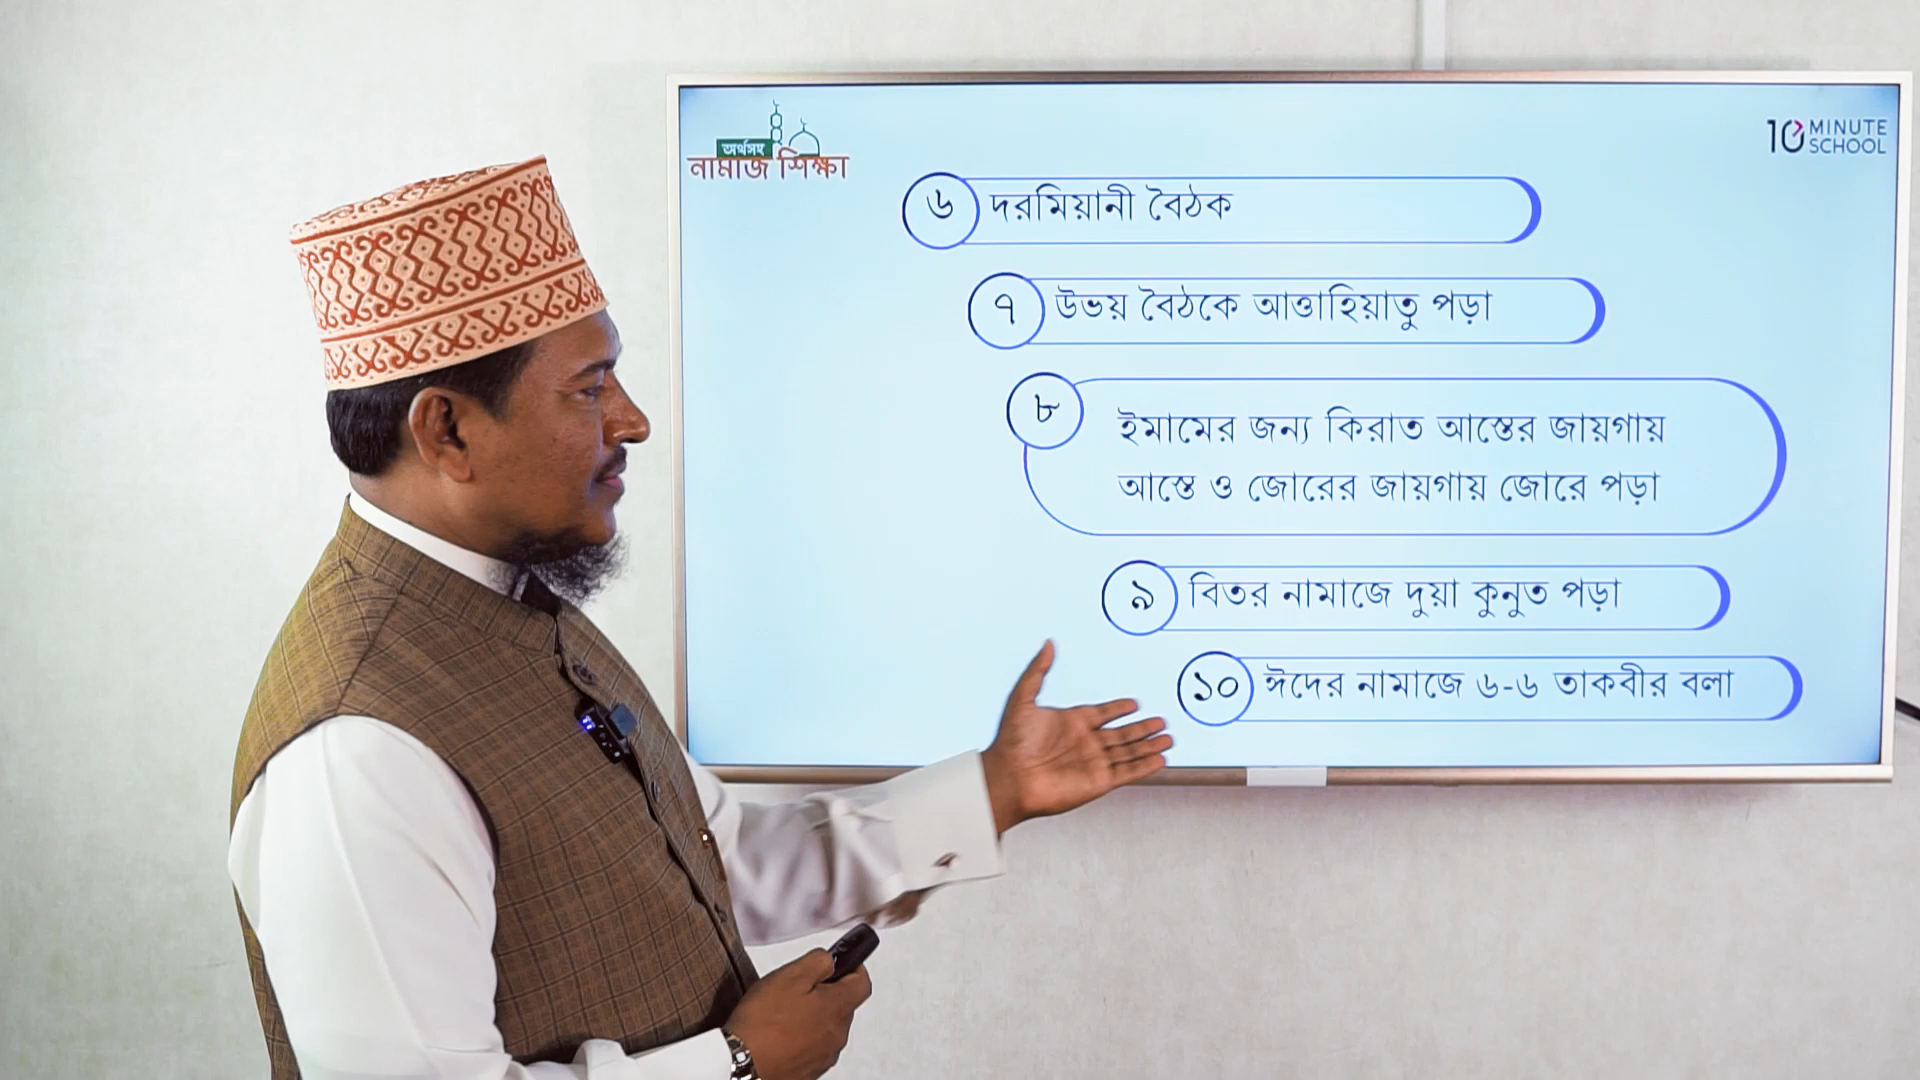 অর্থসহ
নামাজ শিক্ষা
10 MINUTE
SCHOOL
৬ দরমিয়ানী বৈঠক
৭ উভয় বৈঠকে আত্তাহিয়াতু পড়া
৮ ইমামের জন্য কিরাত আস্তের জায়গায়
আস্তে ও জোরের জায়গায় জোরে পড়া
৯ বিতর নামাজে দুয়া কুনুত পড়া
১০ ঈদের নামাজে ৬-৬ তাকবীর বলা